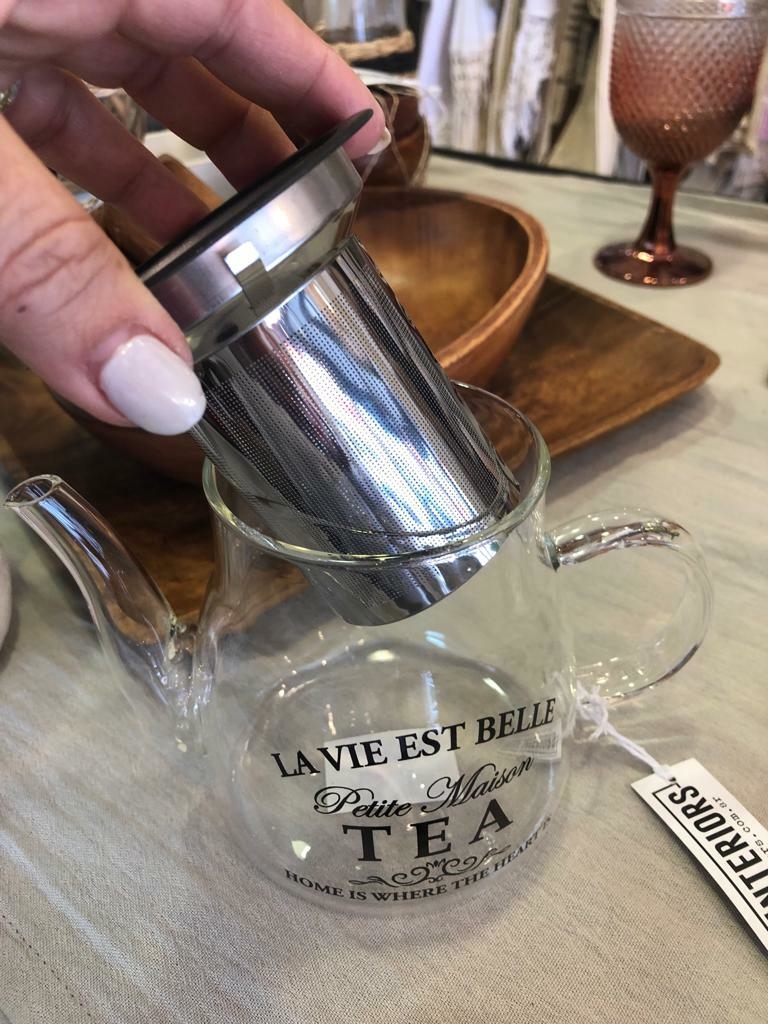 LA VIE EST BELLE
Petite Maison
TEA
HOME IS WHERE THE HEART IS
INTERIORS